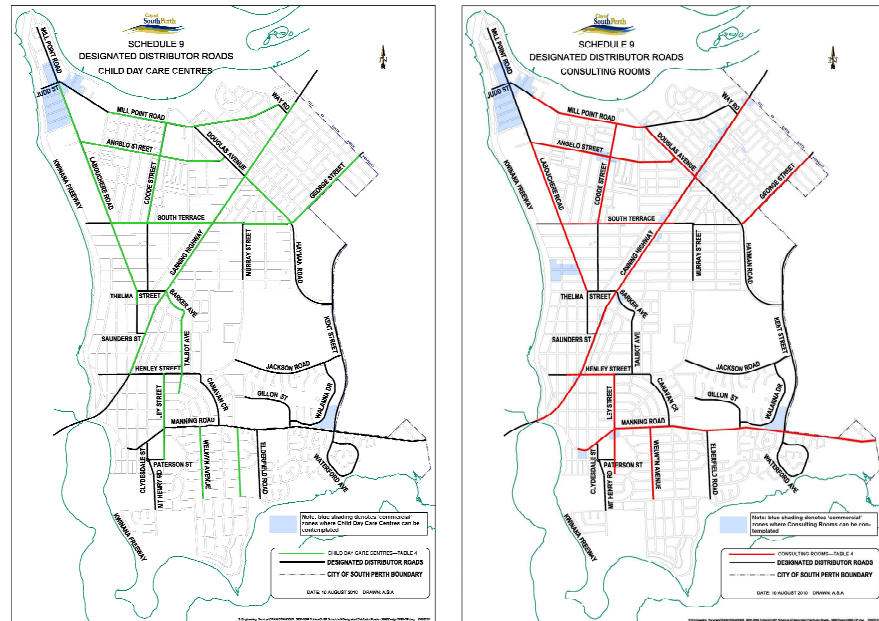 City of
SouthPerth
SCHEDULE 9
DESIGNATED DISTRIBUTOR ROADS
CHILD DAY CARE CENTRES
N
MILL POINT ROAD
JUDD ST
MILL POINT ROAD
WAY RD
ANGELO STREET
DOUGLAS AVENUE
LABOUCHERE ROAD
COODE STREET
GEORGE STREET
KWINANA FREEWAY
SOUTH TERRACE
CANNING HIGHWAY
MURRAY STREET
HAYMAN ROAD
THELMA STREET
BARKER AVE
SAUNDERS ST
TALBOT AVE
KENT STREET
HENLEY STREET
JACKSON ROAD
LEY STREET
CANAVAN CR
GILLON ST
WALANNA DR
MANNING ROAD
CLYDESDALE ST
PATERSON ST
WELWYN AVENUE
ELDERFIELD ROAD
WATERFORD AVE
MT HENRY RD
KWINANA FREEWAY
Note: blue shading denotes 'commercial'
zones where Child Day Care Centres can be
contemplated
CHILD DAY CARE CENTRES—TABLE 4
DESIGNATED DISTRIBUTOR ROADS
CITY OF SOUTH PERTH BOUNDARY
DATE: 10 AUGUST 2010 DRAWN: A.S.A
City of
SouthPerth
SCHEDULE 9
DESIGNATED DISTRIBUTOR ROADS
CONSULTING ROOMS
N
MILL POINT ROAD
JUDD ST
MILL POINT ROAD
WAY RD
ANGELO STREET
DOUGLAS AVENUE
LABOUCHERE ROAD
COODE STREET
GEORGE STREET
KWINANA FREEWAY
SOUTH TERRACE
CANNING HIGHWAY
MURRAY STREET
HAYMAN ROAD
THELMA STREET
BARKER AVE
SAUNDERS ST
TALBOT AVE
KENT STREET
HENLEY STREET
JACKSON ROAD
LEY STREET
CANAVAN CR
GILLON ST
WALANNA DR
MANNING ROAD
CLYDESDALE ST
PATERSON ST
WELWYN AVENUE
ELDERFIELD ROAD
WATERFORD AVE
MT HENRY RD
KWINANA FREEWAY
Note: blue shading denotes 'commercial'
zones where Consulting Rooms can be con-
templated
CONSULTING ROOMS—TABLE 4
DESIGNATED DISTRIBUTOR ROADS
CITY OF SOUTH PERTH BOUNDARY
DATE: 10 AUGUST 2010 DRAWN: A.S.A